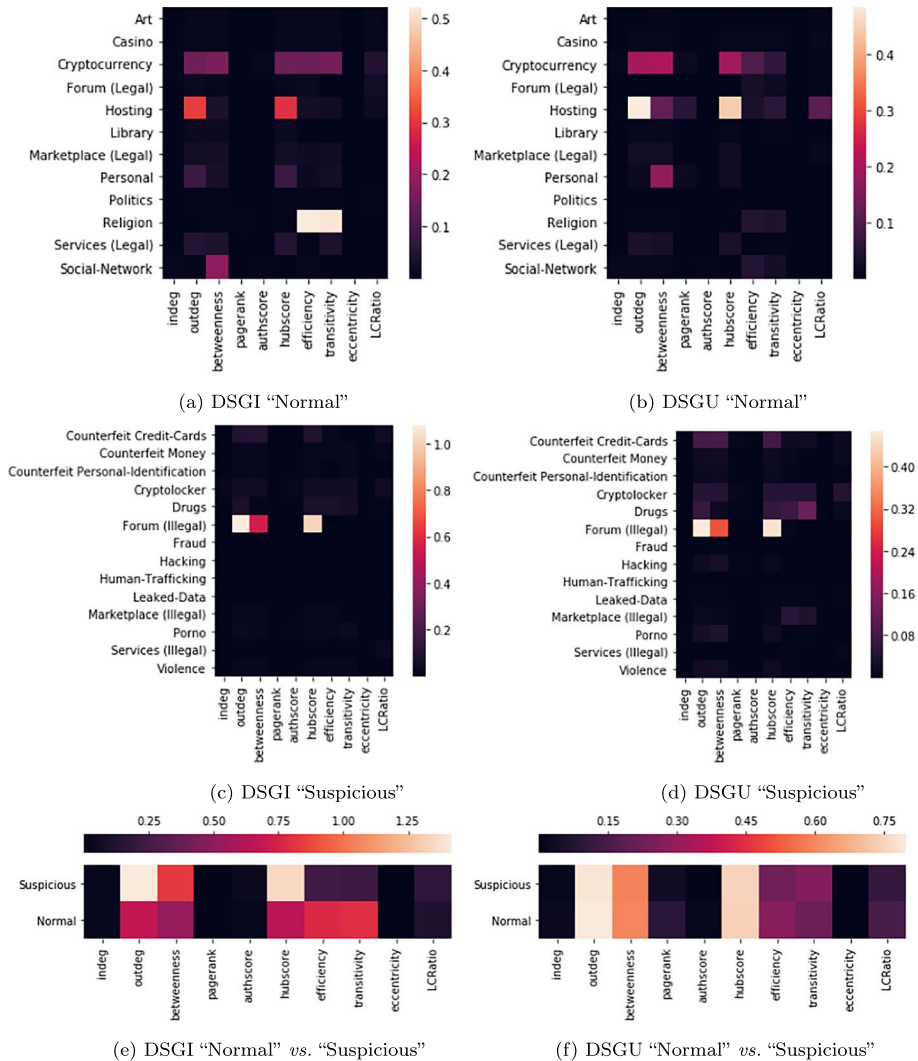 Art
Casino
Cryptocurrency
Forum (Legal)
Hosting
Library
Marketplace (Legal)
Personal
Politics
Religion
Services (Legal)
Social-Network
0.5
0.4
0.3
0.2
0.1
indeg
outdeg
betweenness
pagerank
authscore
hubscore
efficiency
transitivity
eccentricity
LCRatio
(a) DSGI “Normal”
Art
Casino
Cryptocurrency
Forum (Legal)
Hosting
Library
Marketplace (Legal)
Personal
Politics
Religion
Services (Legal)
Social-Network
0.4
0.3
0.2
0.1
indeg
outdeg
betweenness
pagerank
authscore
hubscore
efficiency
transitivity
eccentricity
LCRatio
(b) DSGU “Normal”
Counterfeit Credit-Cards
Counterfeit Money
Counterfeit Personal-Identification
Cryptolocker
Drugs
Forum (Illegal)
Fraud
Hacking
Human-Trafficking
Leaked-Data
Marketplace (Illegal)
Porno
Services (Illegal)
Violence
1.0
0.8
0.6
0.4
0.2
indeg
outdeg
betweenness
pagerank
authscore
hubscore
efficiency
transitivity
eccentricity
LCRatio
(c) DSGI “Suspicious”
Counterfeit Credit-Cards
Counterfeit Money
Counterfeit Personal-Identification
Cryptolocker
Drugs
Forum (Illegal)
Fraud
Hacking
Human-Trafficking
Leaked-Data
Marketplace (Illegal)
Porno
Services (Illegal)
Violence
0.40
0.32
0.24
0.16
0.08
indeg
outdeg
betweenness
pagerank
authscore
hubscore
efficiency
transitivity
eccentricity
LCRatio
(d) DSGU “Suspicious”
0.25 0.50 0.75 1.00 1.25
Suspicious
Normal
indeg
outdeg
betweenness
pagerank
authscore
hubscore
efficiency
transitivity
eccentricity
LCRatio
(e) DSGI “Normal” vs. “Suspicious”
0.15 0.30 0.45 0.60 0.75
Suspicious
Normal
indeg
outdeg
betweenness
pagerank
authscore
hubscore
efficiency
transitivity
eccentricity
LCRatio
(f) DSGU “Normal” vs. “Suspicious”